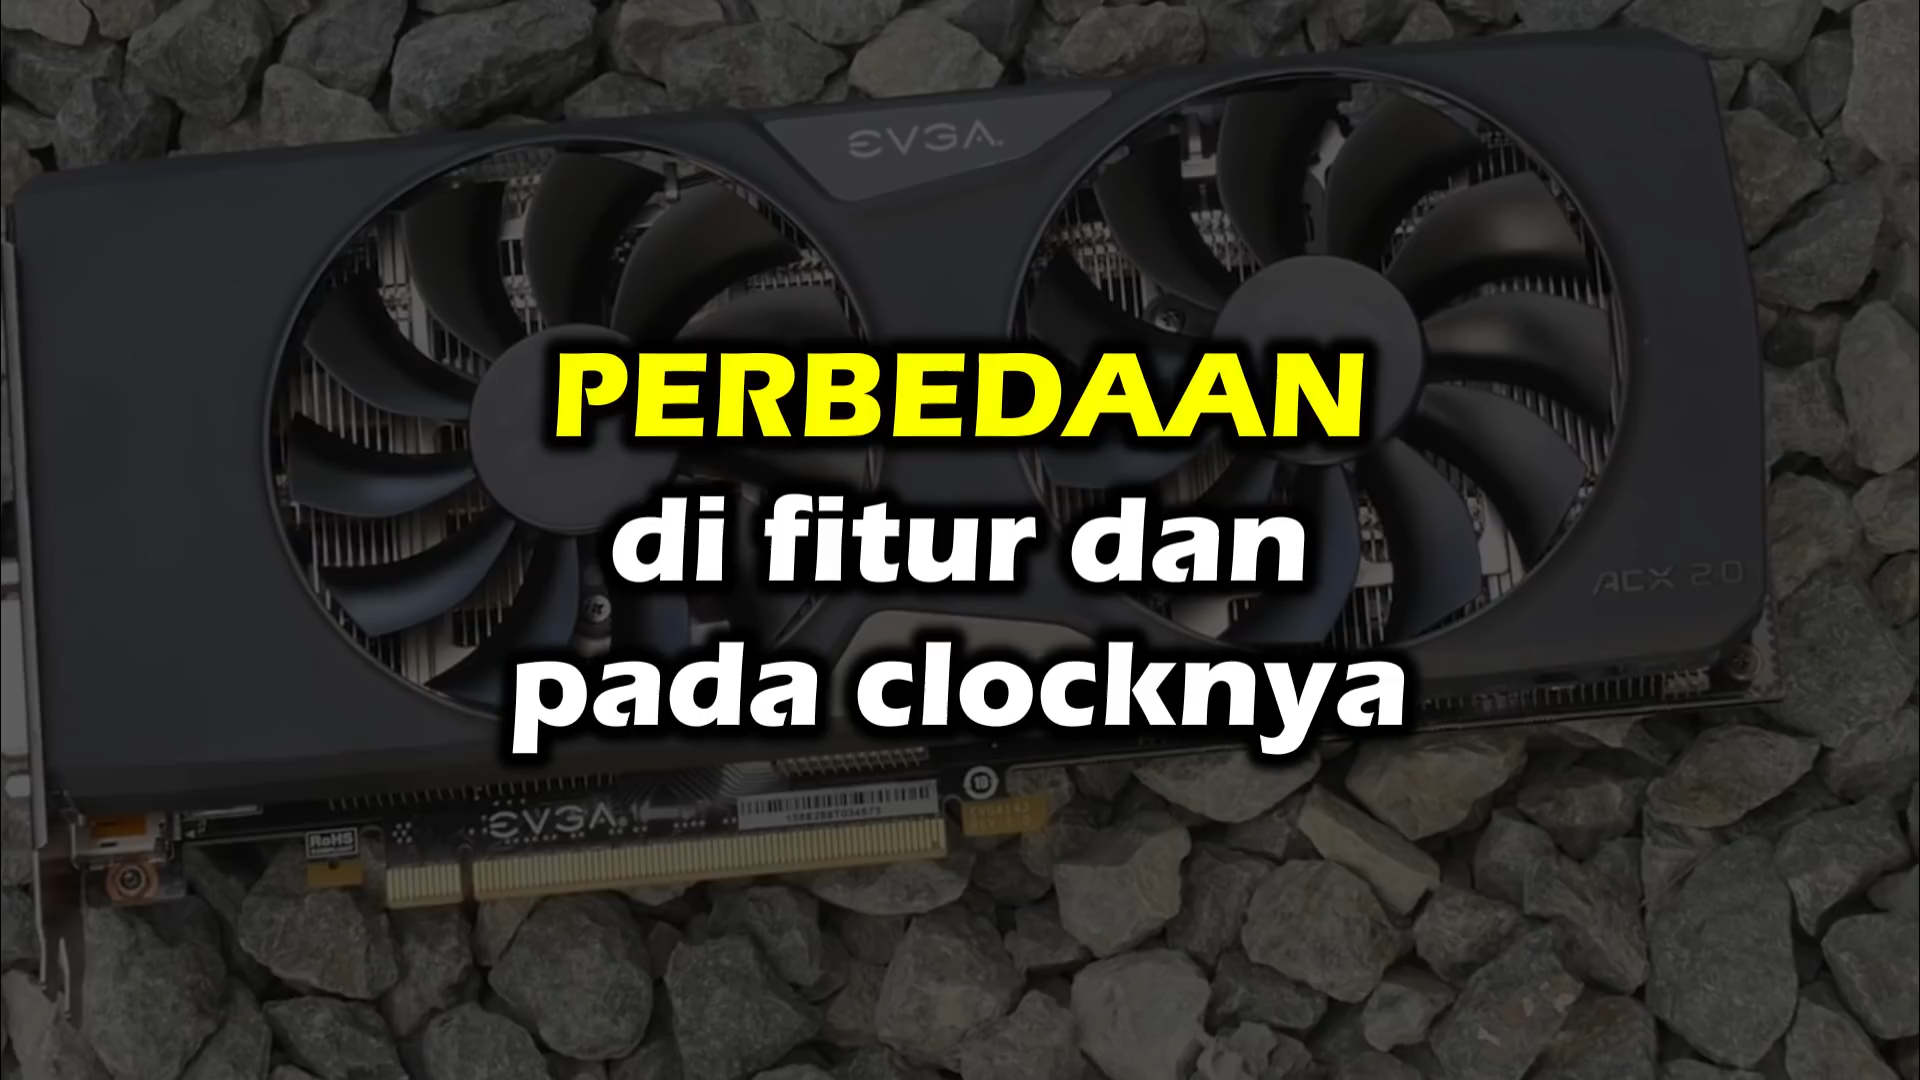 EVGA
PERBEDAAN
di fitur dan
ACX 2.0
pada clocknya
EVGA
RoHS